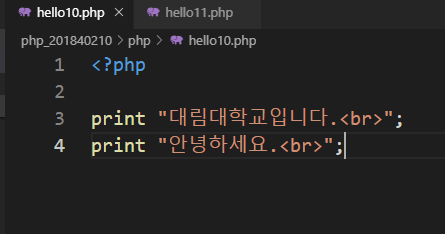 hello10.php × hello11.php
php_201840210 > php > hello10.php
1 <?php
2
3 print "대림대학교입니다.<br>";
4 print "안녕하세요.<br>";